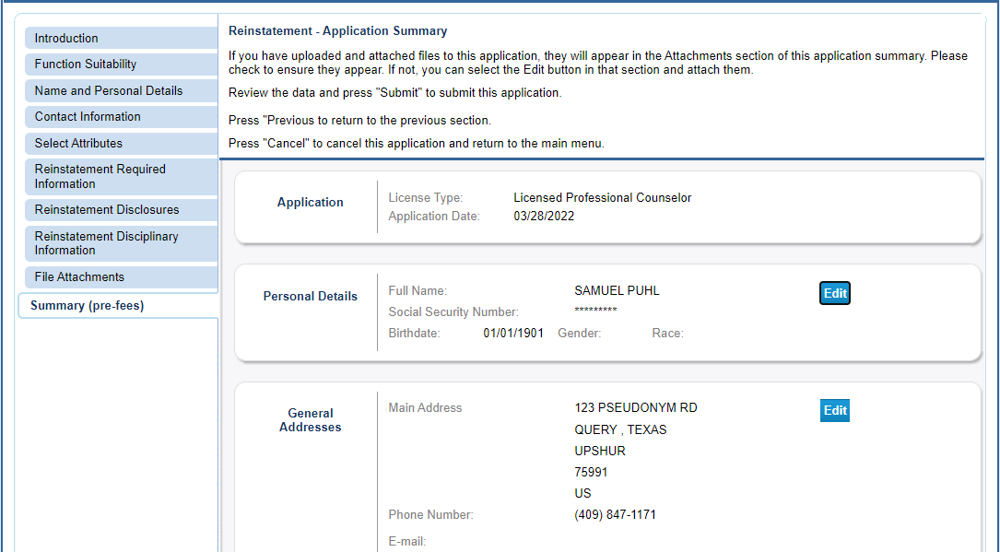 Introduction
Function Suitability
Name and Personal Details
Contact Information
Select Attributes
Reinstatement Required
Information
Reinstatement Disclosures
Reinstatement Disciplinary
Information
File Attachments
Summary (pre-fees)
Reinstatement - Application Summary
If you have uploaded and attached files to this application, they will appear in the Attachments section of this application summary. Please
check to ensure they appear. If not, you can select the Edit button in that section and attach them.
Review the data and press "Submit" to submit this application.
Press "Previous to return to the previous section.
Press "Cancel" to cancel this application and return to the main menu.
Application
License Type: Licensed Professional Counselor
Application Date: 03/28/2022
Personal Details
Full Name: SAMUEL PUHL
Edit
Social Security Number: *********
Birthdate: 01/01/1901 Gender: Race:
General
Addresses
Main Address 123 PSEUDONYM RD
Edit
QUERY , TEXAS
UPSHUR
75991
US
Phone Number: (409) 847-1171
E-mail: